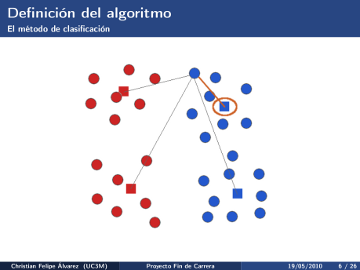 Definición del algoritmo
El método de clasificación
Christian Felipe Álvarez (UC3M) Proyecto Fin de Carrera 19/05/2010 6 / 26